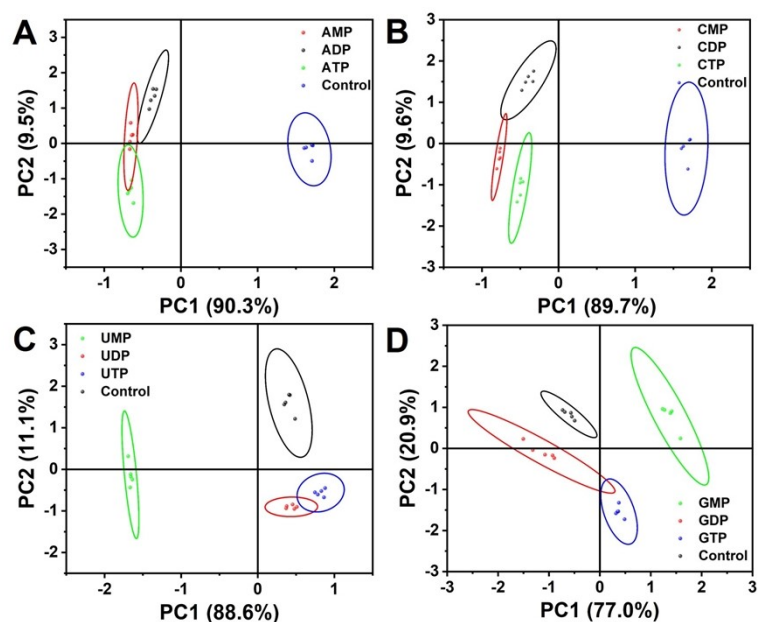 A
AMP
ADP
ATP
Control
3
2
1
0
-1
-2
-3
PC2 (9.5%)
-1
0
1
2
PC1 (90.3%)
B
CMP
CDP
CTP
Control
3
2
1
0
-1
-2
-3
PC2 (9.6%)
-1
0
1
2
PC1 (89.7%)
C
UMP
UDP
UTP
Control
3
2
1
0
-1
-2
PC2 (11.1%)
-2
-1
0
1
PC1 (88.6%)
D
3
2
1
0
-1
-2
-3
PC2 (20.9%)
GMP
GDP
GTP
Control
-3
-2
-1
0
1
2
3
PC1 (77.0%)